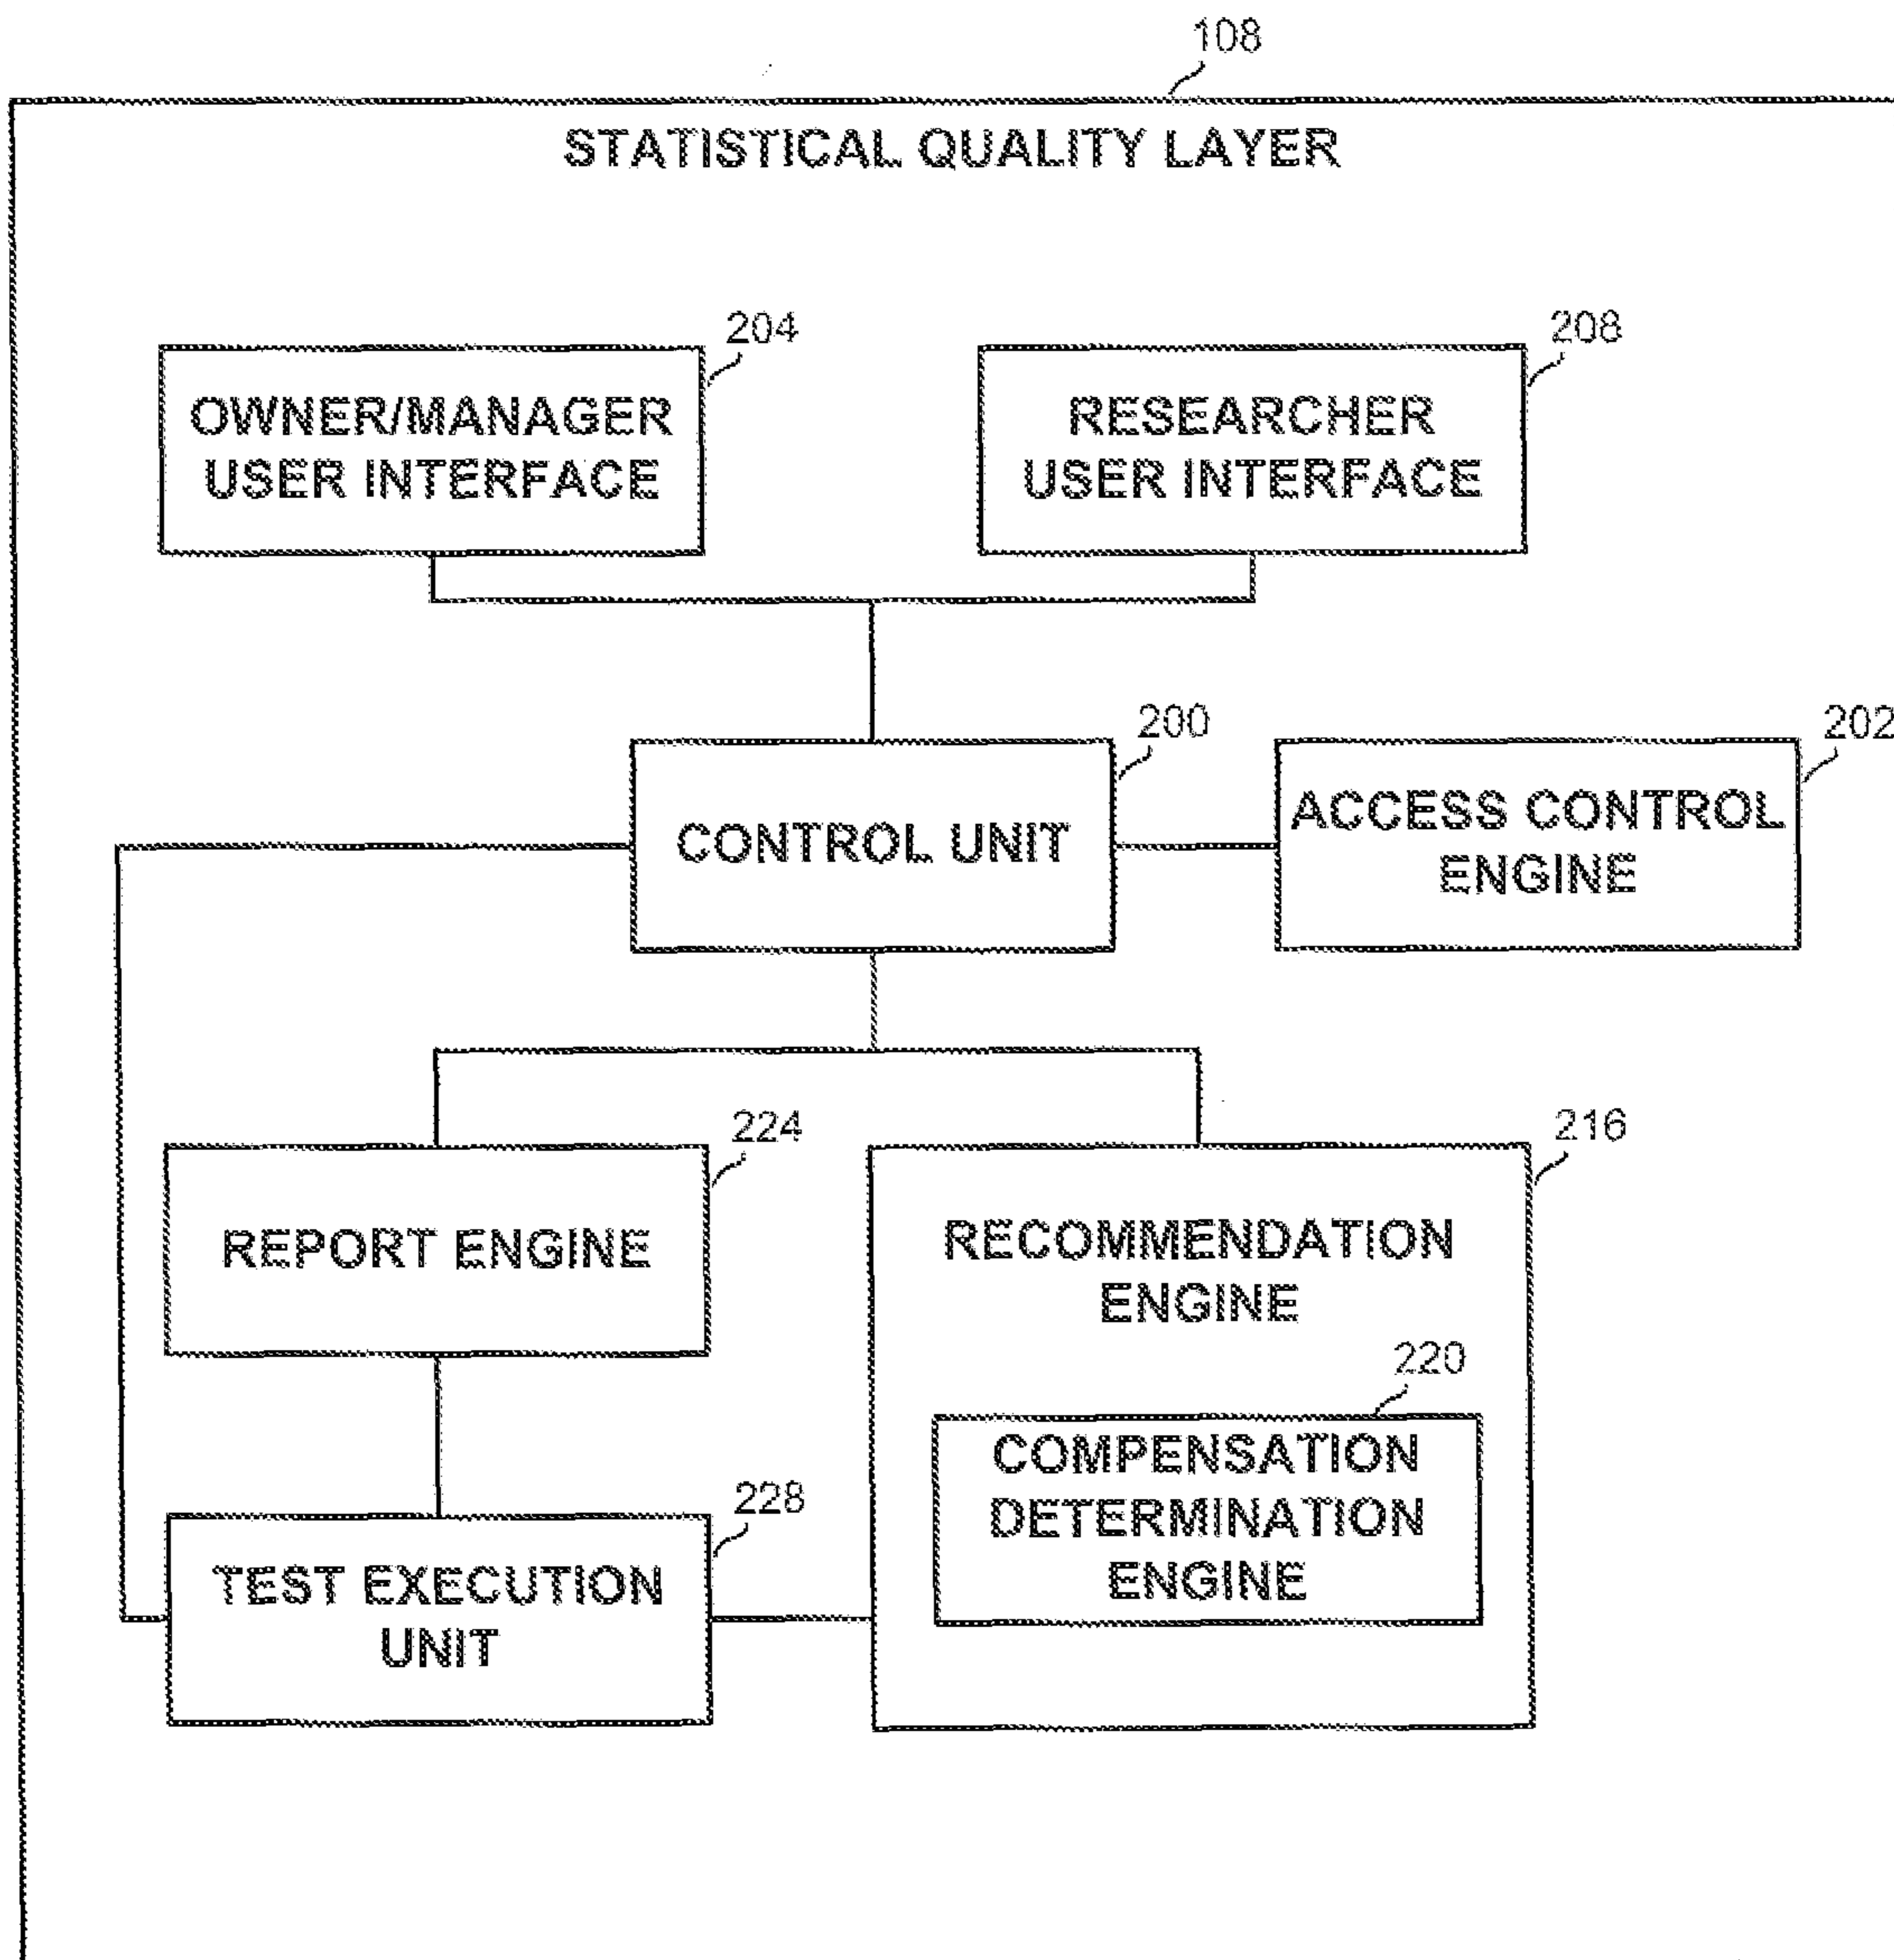 108
STATISTICAL QUALITY LAYER
204
208
OWNER/MANAGER
USER INTERFACE
RESEARCHER
USER INTERFACE
200
202
CONTROL UNIT
ACCESS CONTROL
ENGINE
224
216
REPORT ENGINE
RECOMMENDATION
ENGINE
220
COMPENSATION
DETERMINATION
ENGINE
228
TEST EXECUTION
UNIT